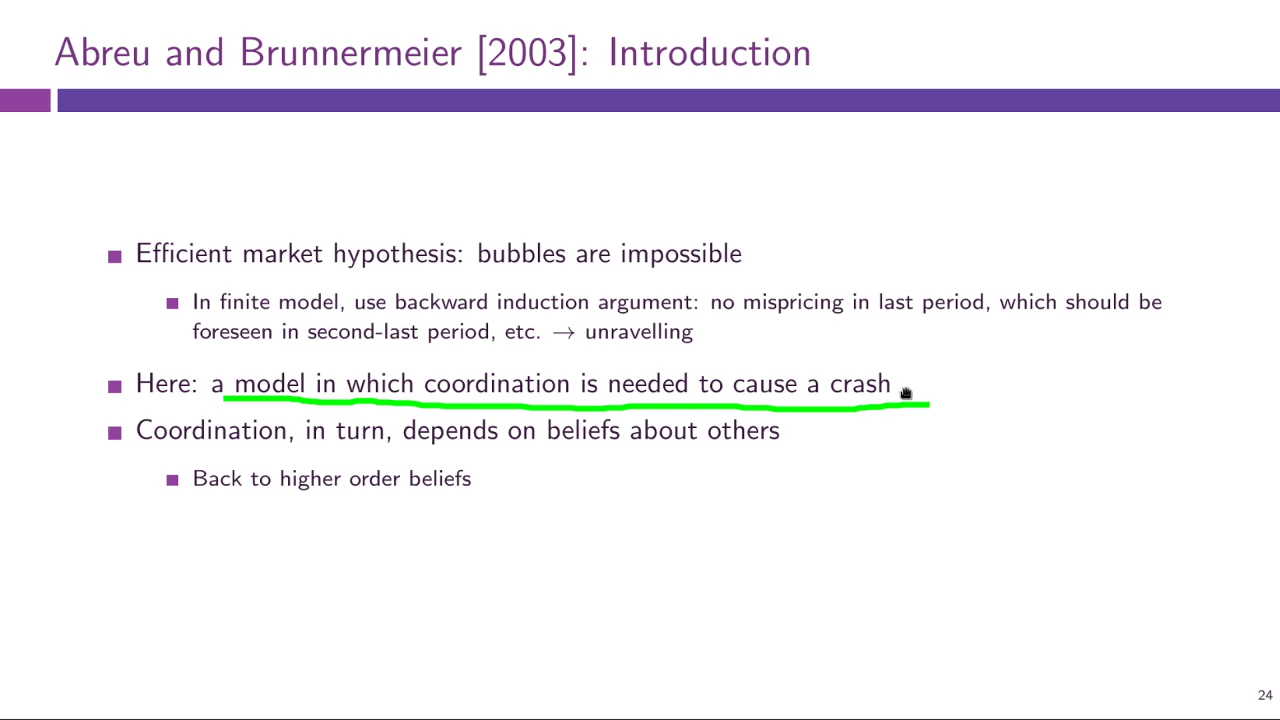 Abreu and Brunnermeier [2003]: Introduction
Efficient market hypothesis: bubbles are impossible
In finite model, use backward induction argument: no mispricing in last period, which should be
foreseen in second-last period, etc. → unravelling
Here: a model in which coordination is needed to cause a crash
Coordination, in turn, depends on beliefs about others
Back to higher order beliefs
24